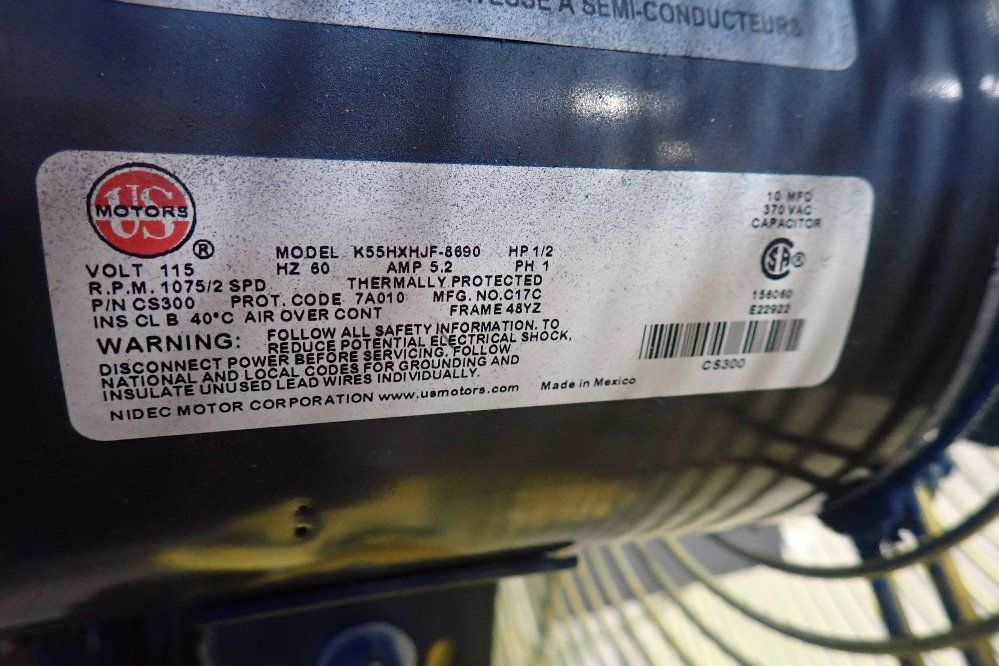 À SEMI-CONDUCTEURS
US
MOTORS
®
MODEL K55HXHJF-8690 HP 1/2
VOLT 115 HZ 60 AMP 5.2 PH 1
R.P.M. 1075/2 SPD THERMALLY PROTECTED
P/N CS300 PROT. CODE 7A010 MFG. NO. C17C
INS CL B 40°C AIR OVER CONT FRAME 48YZ
WARNING: FOLLOW ALL SAFETY INFORMATION. TO
REDUCE POTENTIAL ELECTRICAL SHOCK,
DISCONNECT POWER BEFORE SERVICING. FOLLOW
NATIONAL AND LOCAL CODES FOR GROUNDING AND
INSULATE UNUSED LEAD WIRES INDIVIDUALLY.
NIDEC MOTOR CORPORATION www.usmotors.com Made in Mexico
10 MFD
370 VAC
CAPACITOR
SA®
156060
E22922
CS300